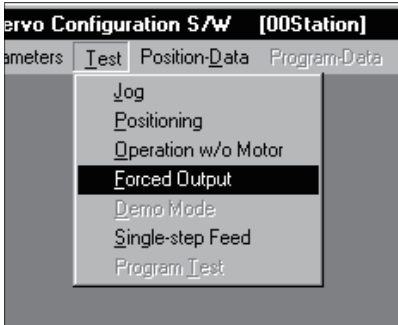 ervo Configuration S/W [00Station]
ameters Test Position-Data Program-Data
Jog
Positioning
Operation w/o Motor
Forced Output
Demo Mode
Single-step Feed
Program Test